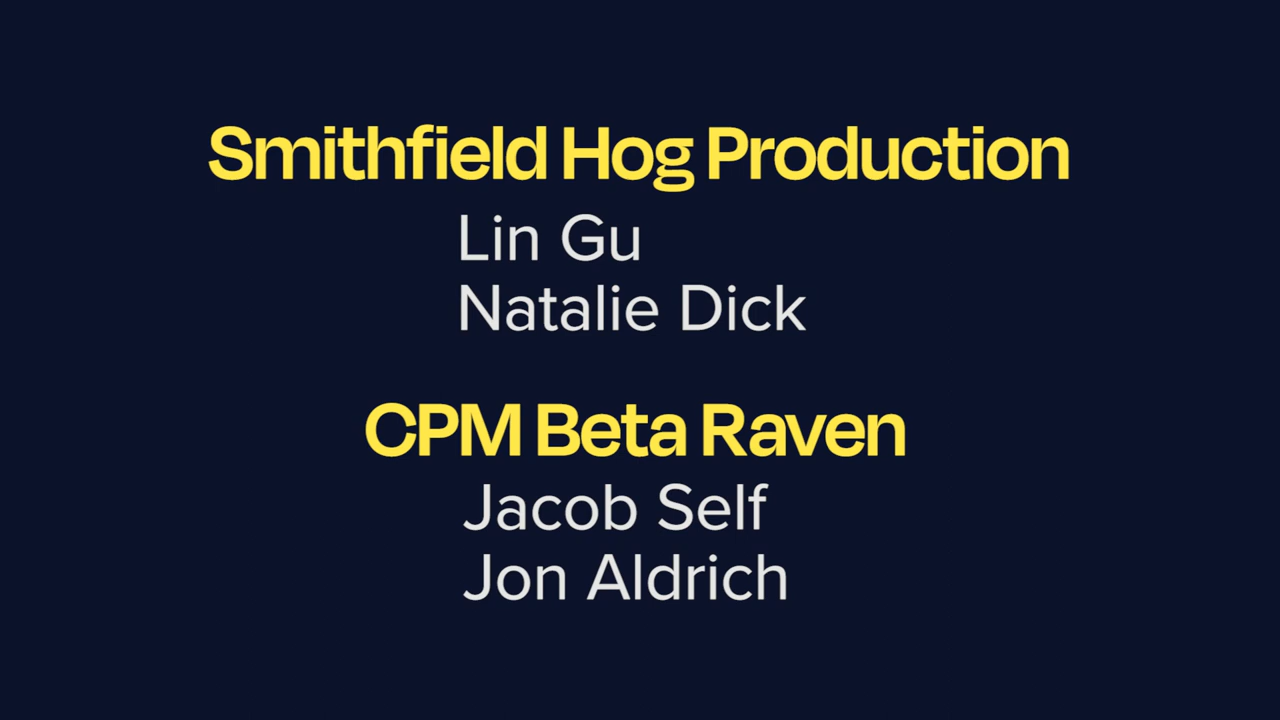 Smithfield Hog Production
Lin Gu
Natalie Dick
CPM Beta Raven
Jacob Self
Jon Aldrich